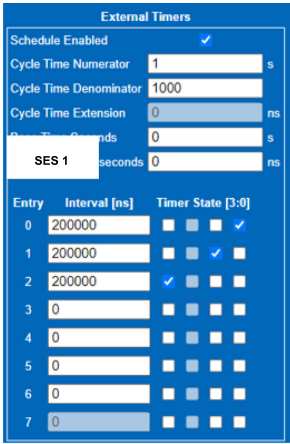 External Timers
Schedule Enabled
Cycle Time Numerator 1 s
Cycle Time Denominator 1000
Cycle Time Extension 0 ns
Time Seconds 0 s
SES 1 seconds 0 ns
Entry Interval [ns] Timer State [3:0]
0 200000
1 200000
2 200000
3 0
4 0
5 0
6 0
7 0